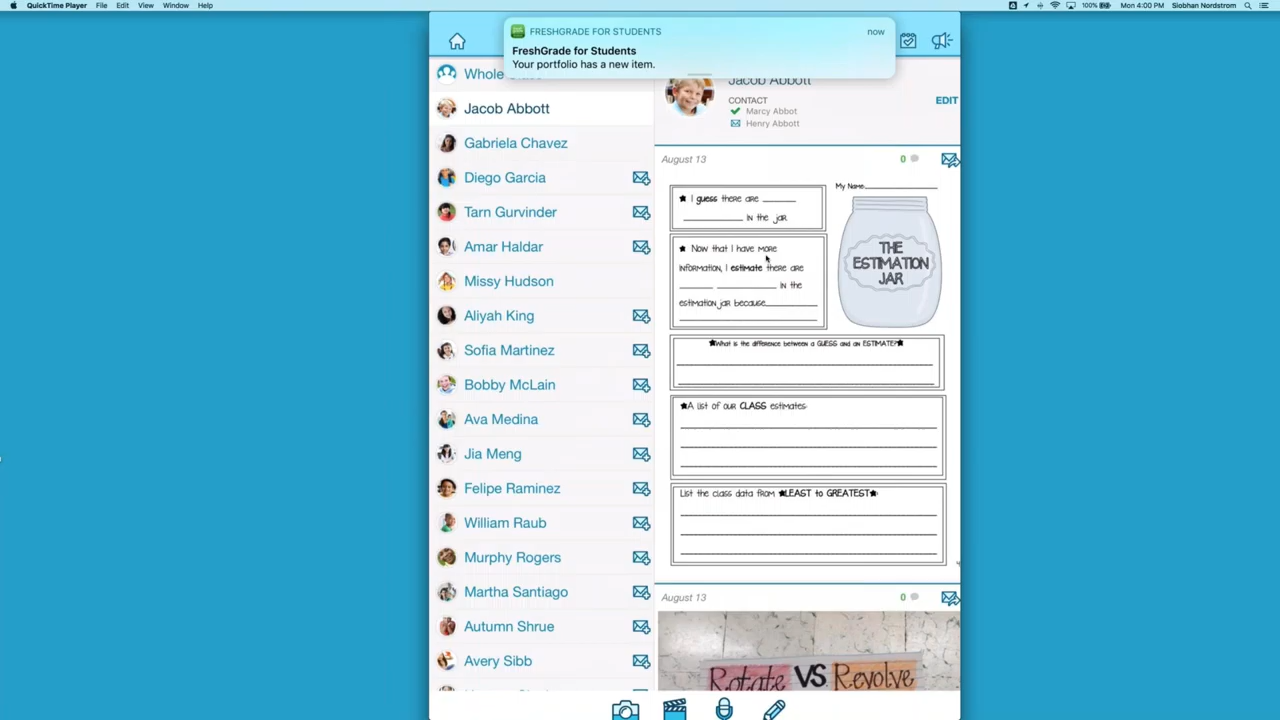 QuickTime Player File Edit View Window Help
100% Mon 4:00 PM Siobhan Nordstrom
FRESHGRADE FOR STUDENTS now
FreshGrade for Students
Your portfolio has a new item.
Whole
Jacob Abbott
Gabriela Chavez
Diego Garcia
Tarn Gurvinder
Amar Haldar
Missy Hudson
Aliyah King
Sofia Martinez
Bobby McLain
Ava Medina
Jia Meng
Felipe Raminez
William Raub
Murphy Rogers
Martha Santiago
Autumn Shrue
Avery Sibb
Jacob Abbott
CONTACT
Marcy Abbot
Henry Abbott
EDIT
August 13 0
My Name:
★ I guess there are
in the jar.
★ Now that I have more
information, I estimate there are
in the
estimation jar because
THE
ESTIMATION
JAR
★What is the difference between a GUESS and an ESTIMATE?★
★A list of our CLASS estimates:
List the class data from ★LEAST to GREATEST★:
August 13 0
Rotate VS Revolve